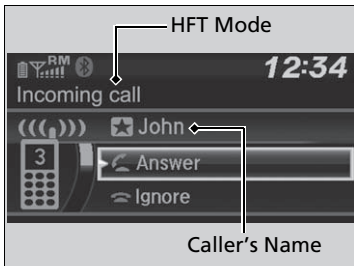 HFT Mode
RM 12:34
Incoming call
John
3
Answer
Ignore
Caller's Name